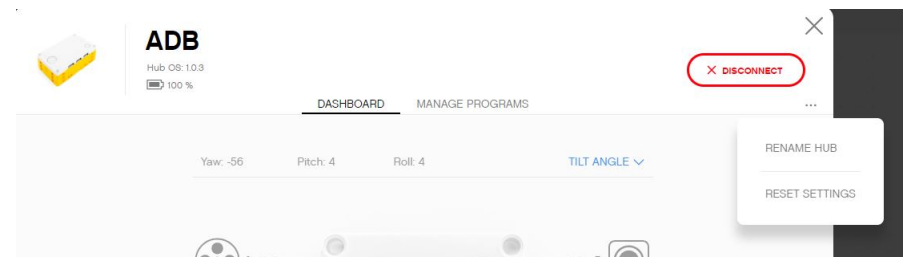 ADB
Hub OS: 1.0.3
100 %
DISCONNECT
DASHBOARD MANAGE PROGRAMS ...
RENAME HUB
RESET SETTINGS
Yaw: -56 Pitch: 4 Roll: 4 TILT ANGLE